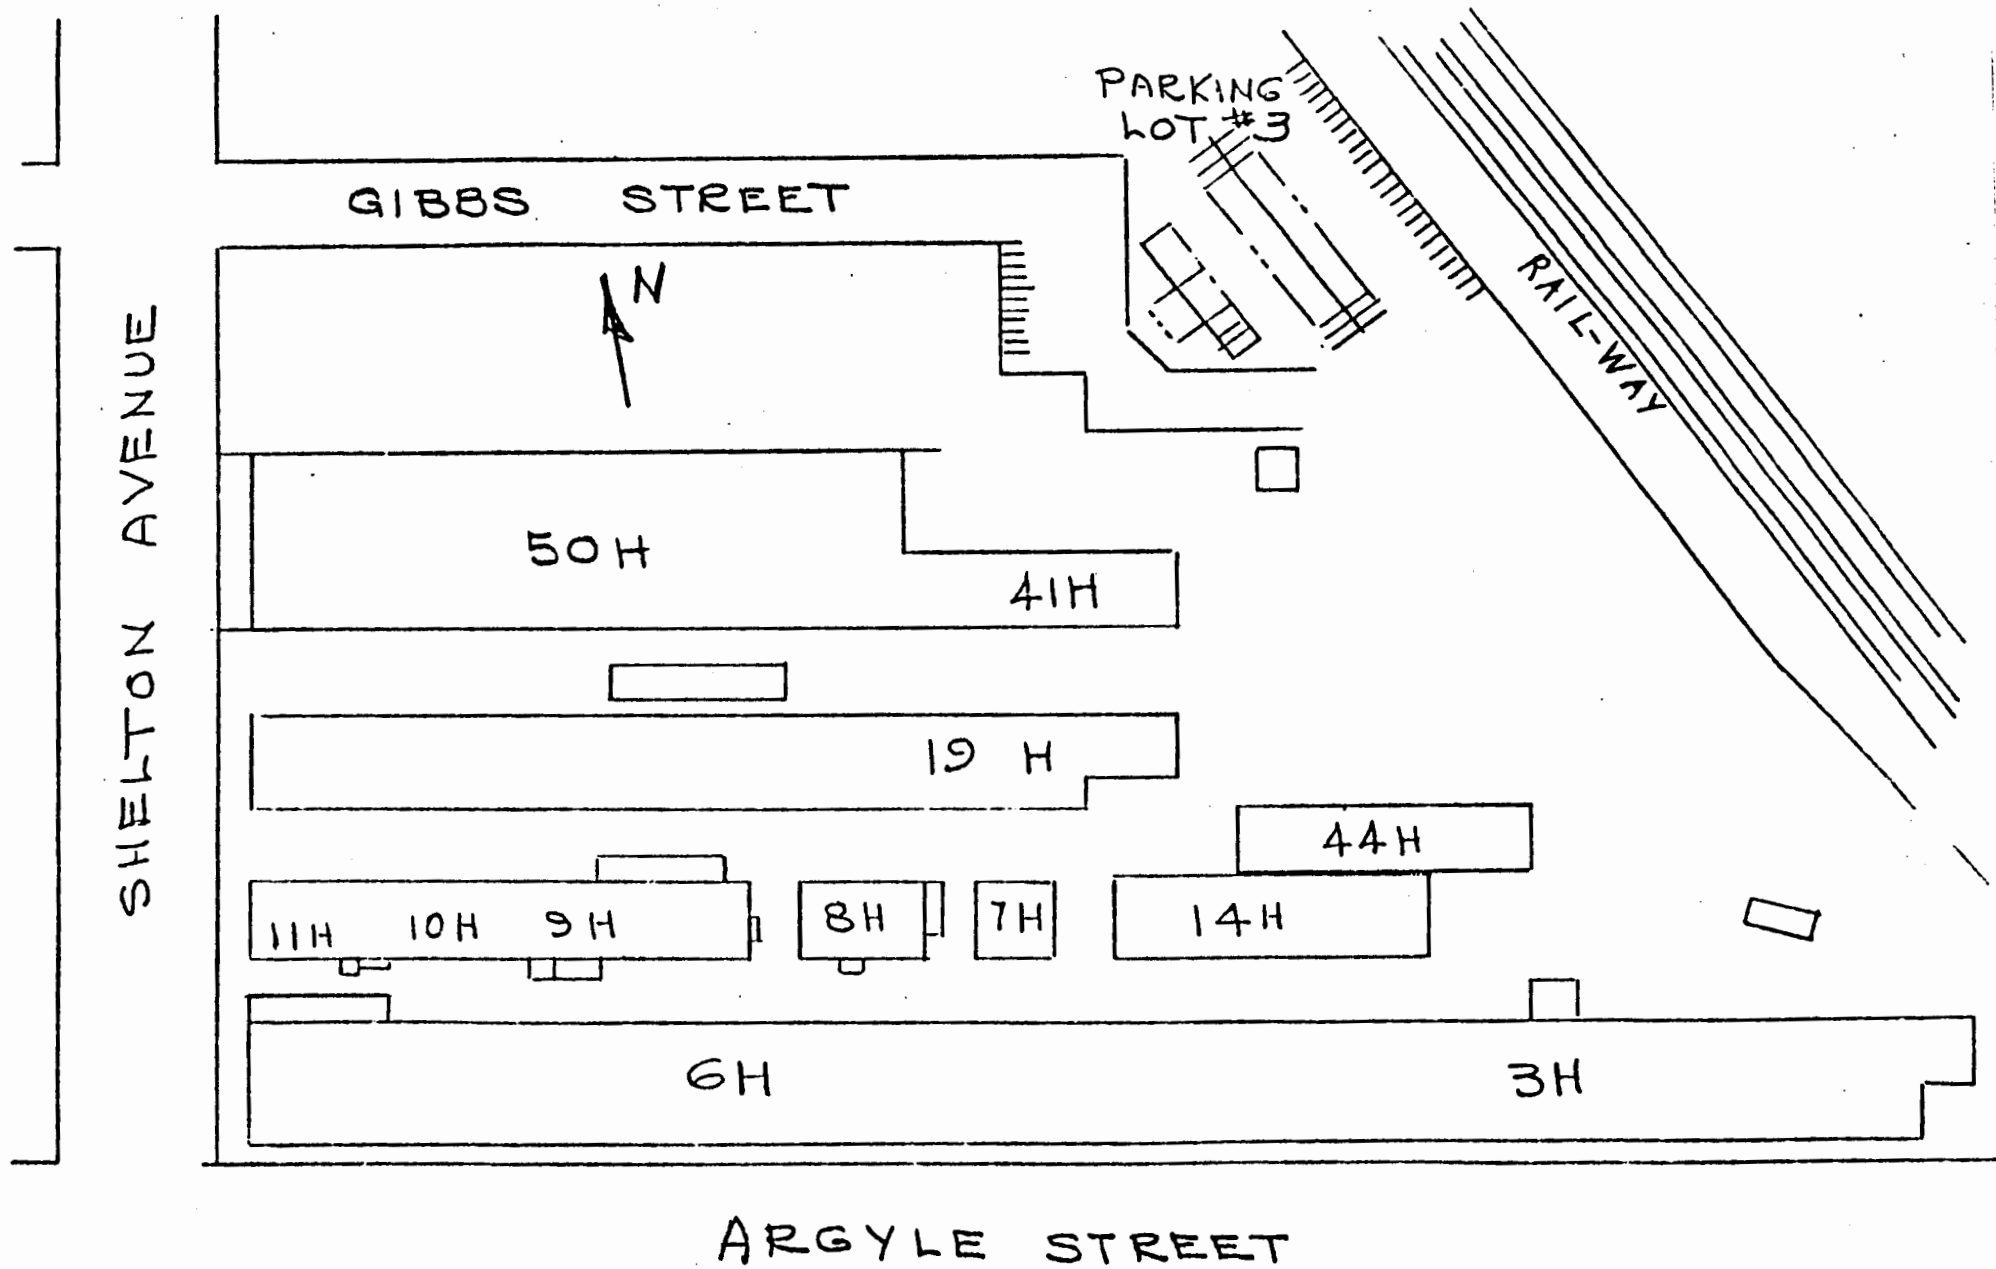 PARKING
LOT #3
GIBBS STREET
N
RAIL-WAY
SHELTON AVENUE
50H
41H
19 H
44H
11H 10H 9H 8H 7H 14H
6H 3H
ARGYLE STREET